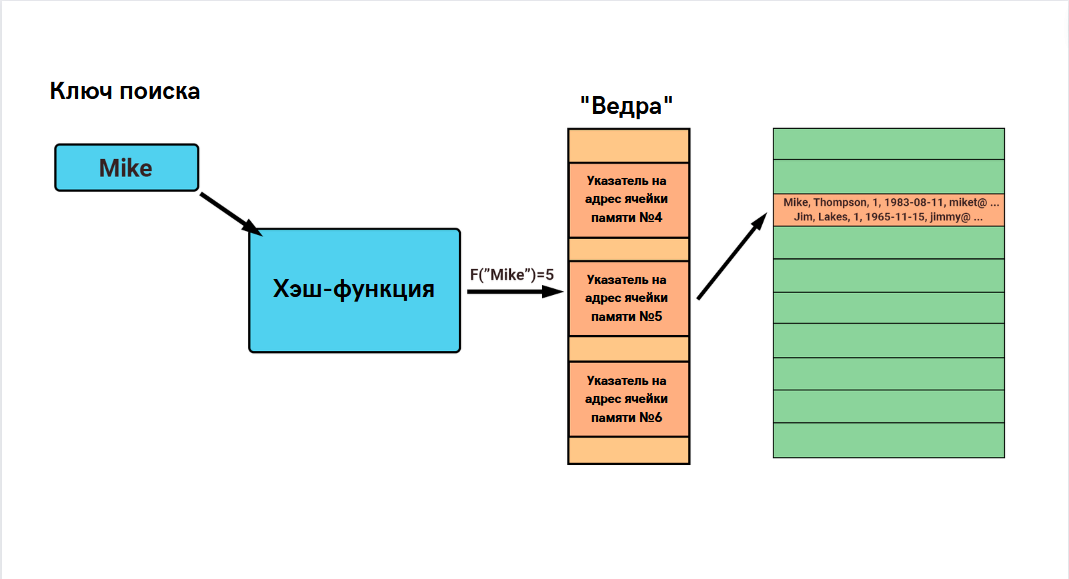 Ключ поиска
Mike
Хэш-функция
F(”Mike”)=5
"Ведра"
Указатель на
адрес ячейки
памяти №4
Указатель на
адрес ячейки
памяти №5
Указатель на
адрес ячейки
памяти №6
Mike, Thompson, 1, 1983-08-11, miket@ ...
Jim, Lakes, 1, 1965-11-15, jimmy@ ...